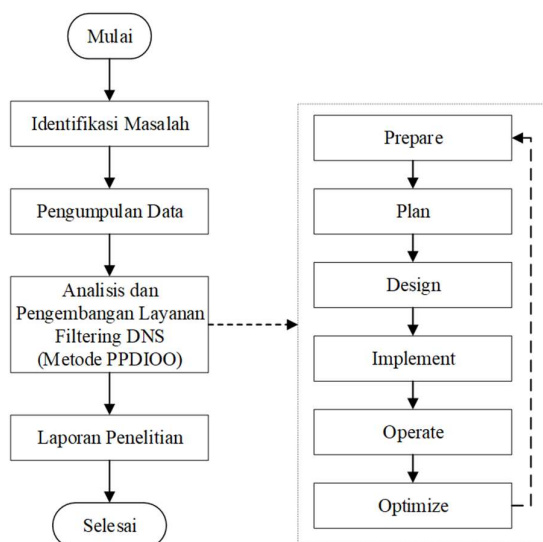 Mulai
Identifikasi Masalah
Pengumpulan Data
Analisis dan
Pengembangan Layanan
Filtering DNS
(Metode PPDIOO)
Laporan Penelitian
Selesai
Prepare
Plan
Design
Implement
Operate
Optimize